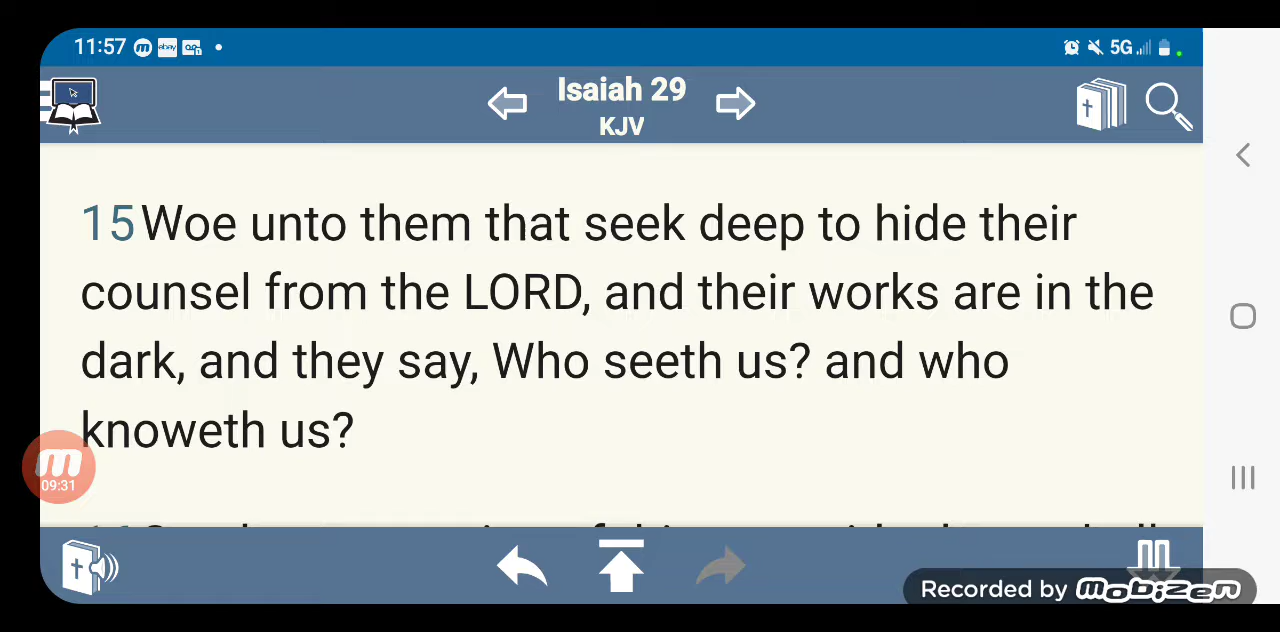 11:57 ebay 5G
Isaiah 29
KJV
15 Woe unto them that seek deep to hide their
counsel from the LORD, and their works are in the
dark, and they say, Who seeth us? and who
knoweth us?
09:31
Recorded by mobizen